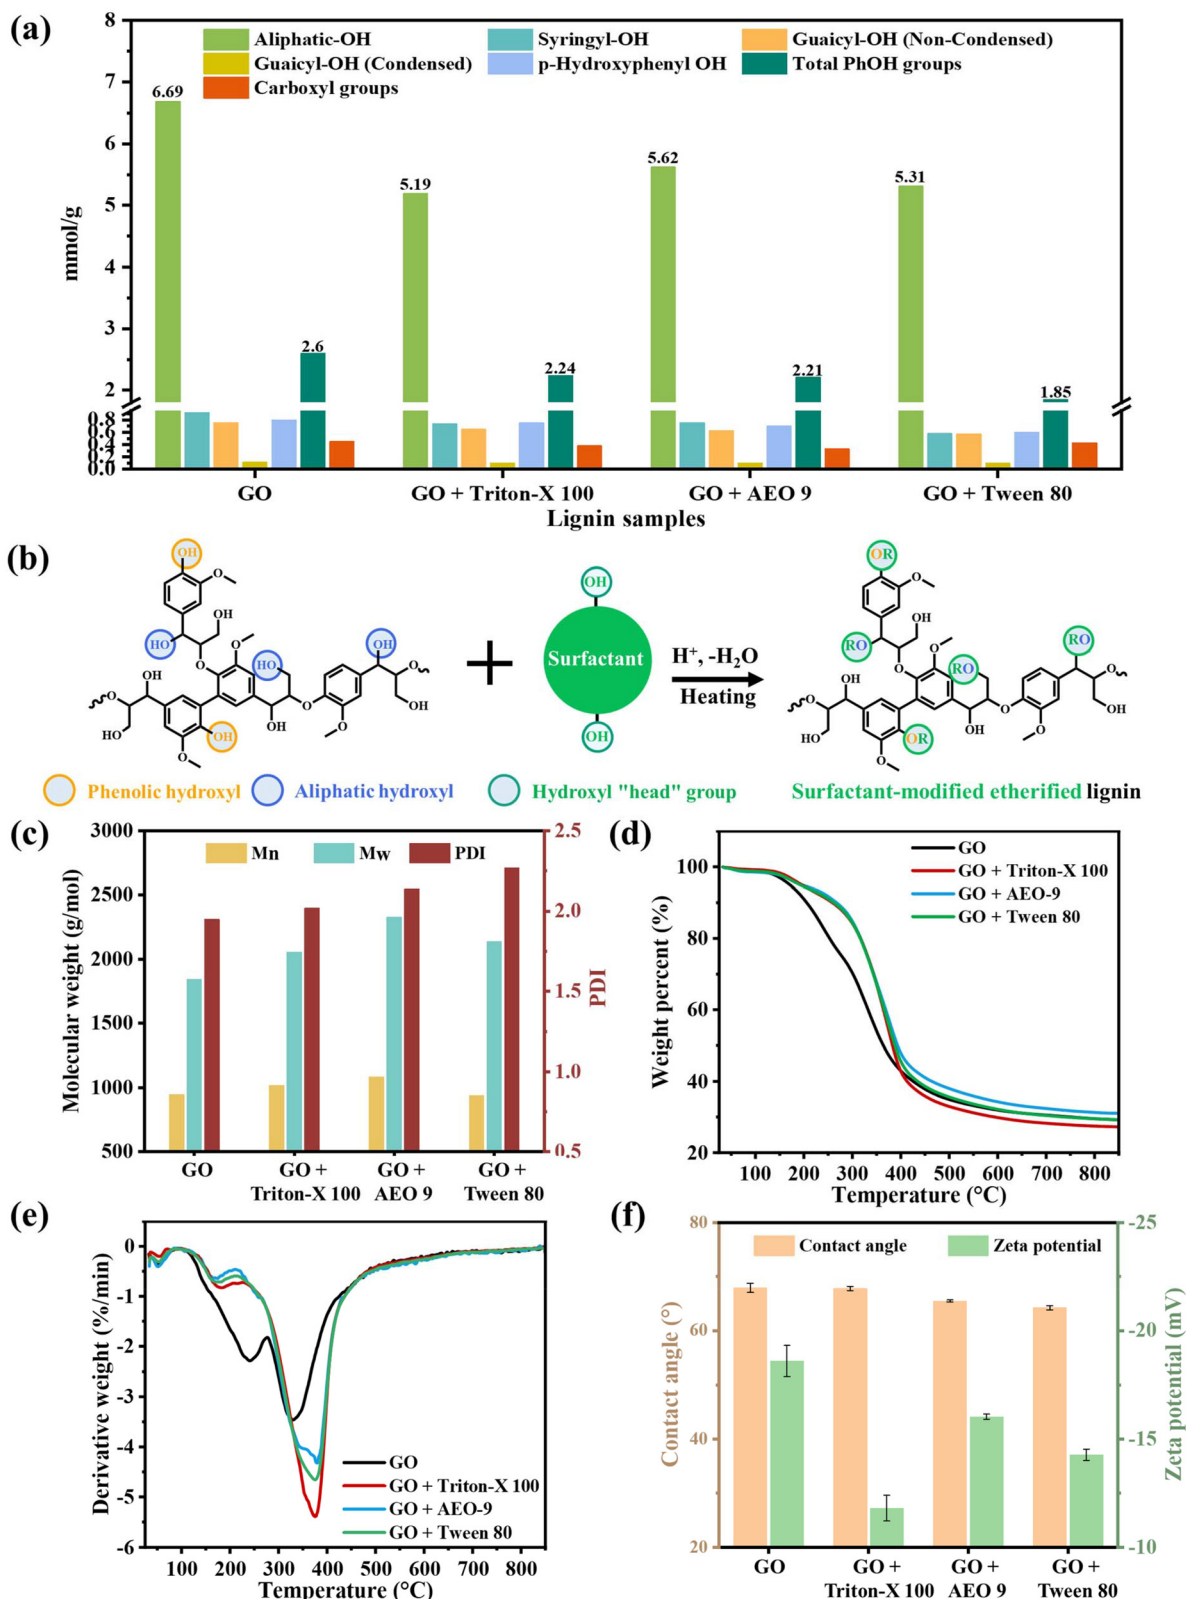 (a)
Aliphatic-OH
Syringyl-OH
Guaicyl-OH (Non-Condensed)
Guaicyl-OH (Condensed)
p-Hydroxyphenyl OH
Total PhOH groups
Carboxyl groups
8
7
6
5
4
3
2
0.8
0.6
0.4
0.2
0.0
mmol/g
6.69
2.6
5.19
2.24
5.62
2.21
5.31
1.85
GO
GO + Triton-X 100
GO + AEO 9
GO + Tween 80
Lignin samples
(b)
OH
O
OH
HO
O
O
HO
OH
O
OH
O
O
OH
HO
O
OH
OH
O
OH
Surfactant
OH
H⁺, -H₂O
Heating
OR
O
OH
RO
O
O
RO
RO
O
OH
O
O
OH
HO
O
OR
OH
O
Phenolic hydroxyl
Aliphatic hydroxyl
Hydroxyl "head" group
Surfactant-modified etherified lignin
(c)
Mn
Mw
PDI
3000
2500
2000
1500
1000
500
Molecular weight (g/mol)
2.5
2.0
1.5
1.0
0.5
PDI
GO
GO +
Triton-X 100
GO +
AEO 9
GO +
Tween 80
(d)
GO
GO + Triton-X 100
GO + AEO-9
GO + Tween 80
100
80
60
40
20
Weight percent (%)
100 200 300 400 500 600 700 800
Temperature (°C)
(e)
0
-1
-2
-3
-4
-5
-6
Derivative weight (%/min)
GO
GO + Triton-X 100
GO + AEO-9
GO + Tween 80
100 200 300 400 500 600 700 800
Temperature (°C)
(f)
Contact angle
Zeta potential
80
60
40
20
Contact angle (°)
-25
-20
-15
-10
Zeta potential (mV)
GO
GO +
Triton-X 100
GO +
AEO 9
GO +
Tween 80